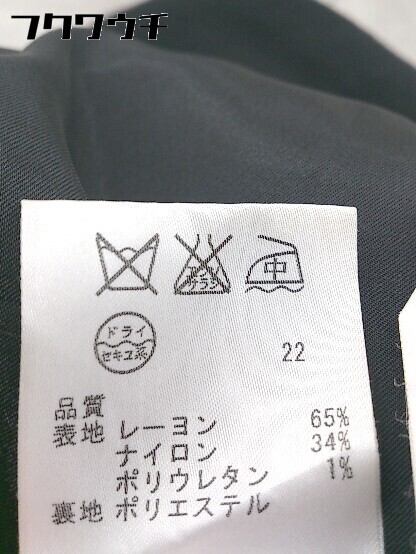 フクワウチ
エンソ
サラシ
中
ドライ
セキユ系
22
品質
表地 レーヨン 65%
ナイロン 34%
ポリウレタン 1%
裏地 ポリエステル